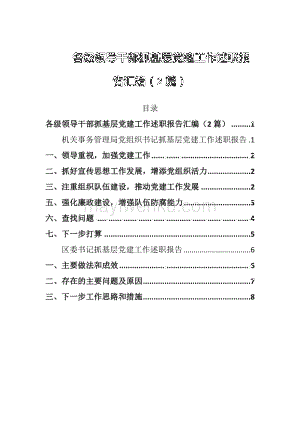 各级领导干部抓基层党建工作述职报
告汇编（2篇）
目录
各级领导干部抓基层党建工作述职报告汇编（2 篇） ......... 1
机关事务管理局党组织书记抓基层党建工作述职报告 .1
一、领导重视，加强党建工作 .... 2
二、抓好宣传思想工作发展，增添党组织活力 .... 2
三、注重组织队伍建设，推动党建工作发展 .... 3
五、强化廉政建设，增强队伍防腐能力 .... 3
六、查找问题 .... 4
七、下一步打算 .... 4
区委书记抓基层党建工作述职报告 .... 6
一、主要做法和成效 .... 5
二、存在的主要问题及原因 .... 7
三、下一步工作思路和措施 .... 8